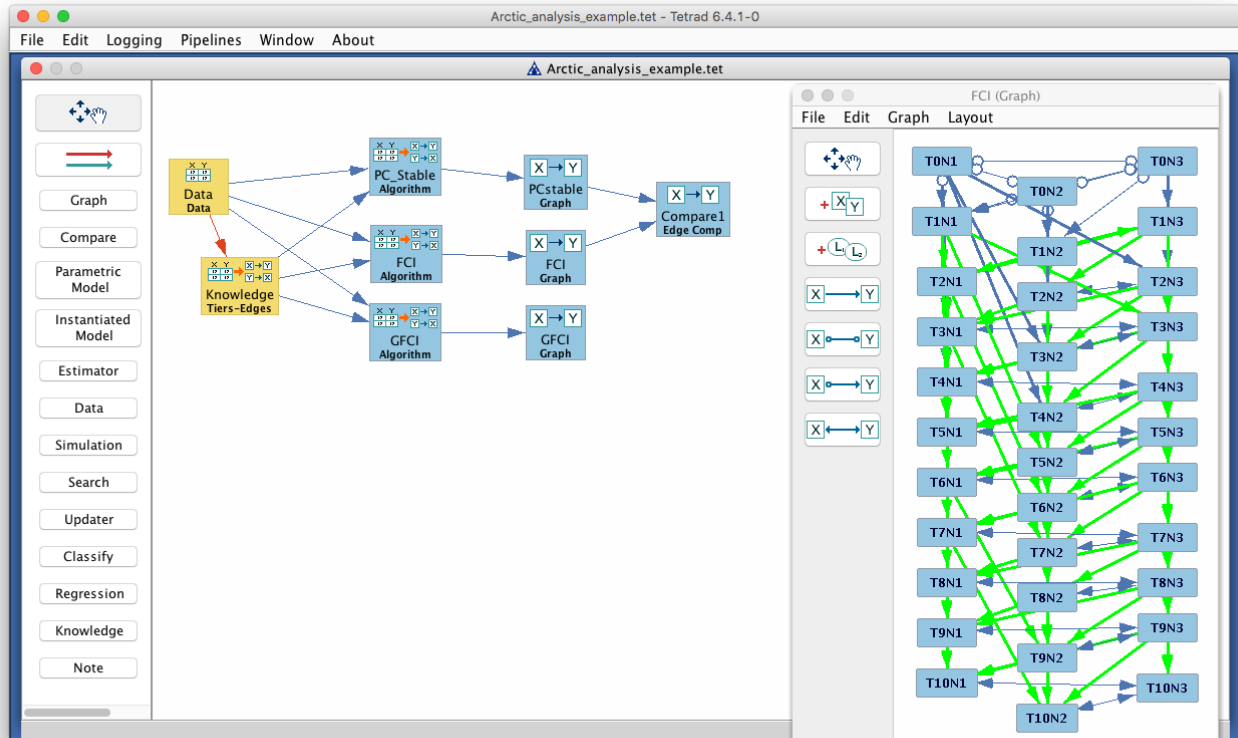 Arctic_analysis_example.tet - Tetrad 6.4.1-0
File Edit Logging Pipelines Window About
Arctic_analysis_example.tet
Graph
Compare
Parametric
Model
Instantiated
Model
Estimator
Data
Simulation
Search
Updater
Classify
Regression
Knowledge
Note
X Y
Data
Data
X Y X Y
Y X
Knowledge
Tiers-Edges
X Y X Y
Y X
PC_Stable
Algorithm
X Y X Y
Y X
FCI
Algorithm
X Y X Y
Y X
GFCI
Algorithm
X Y
PCstable
Graph
X Y
FCI
Graph
X Y
GFCI
Graph
X Y
Compare1
Edge Comp
FCI (Graph)
File Edit Graph Layout
+ X Y
+ L1 L2
X Y
X Y
X Y
X Y
T0N1 T0N3
T0N2
T1N1 T1N3
T1N2
T2N1 T2N3
T2N2
T3N1 T3N3
T3N2
T4N1 T4N3
T4N2
T5N1 T5N3
T5N2
T6N1 T6N3
T6N2
T7N1 T7N3
T7N2
T8N1 T8N3
T8N2
T9N1 T9N3
T9N2
T10N1 T10N3
T10N2